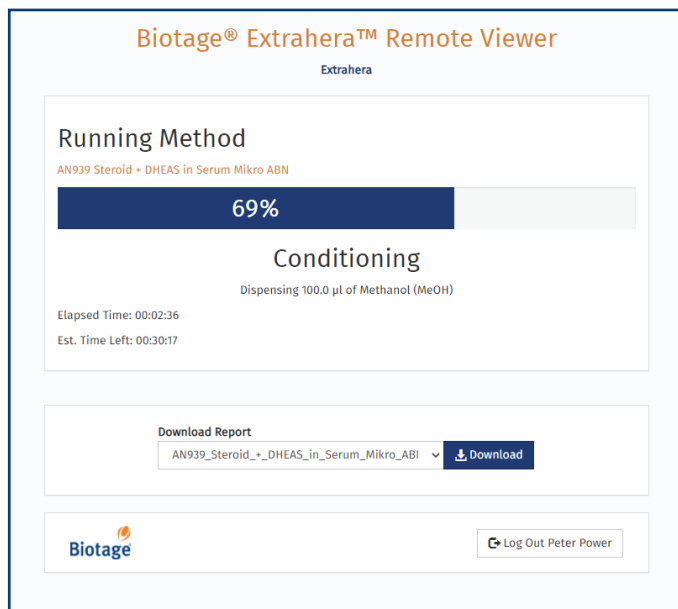 Biotage® Extrahera™ Remote Viewer
Extrahera
Running Method
AN939 Steroid + DHEAS in Serum Mikro ABN
69%
Conditioning
Dispensing 100.0 µl of Methanol (MeOH)
Elapsed Time: 00:02:36
Est. Time Left: 00:30:17
Download Report
AN939_Steroid_+_DHEAS_in_Serum_Mikro_ABI
Download
Biotage
Log Out Peter Power